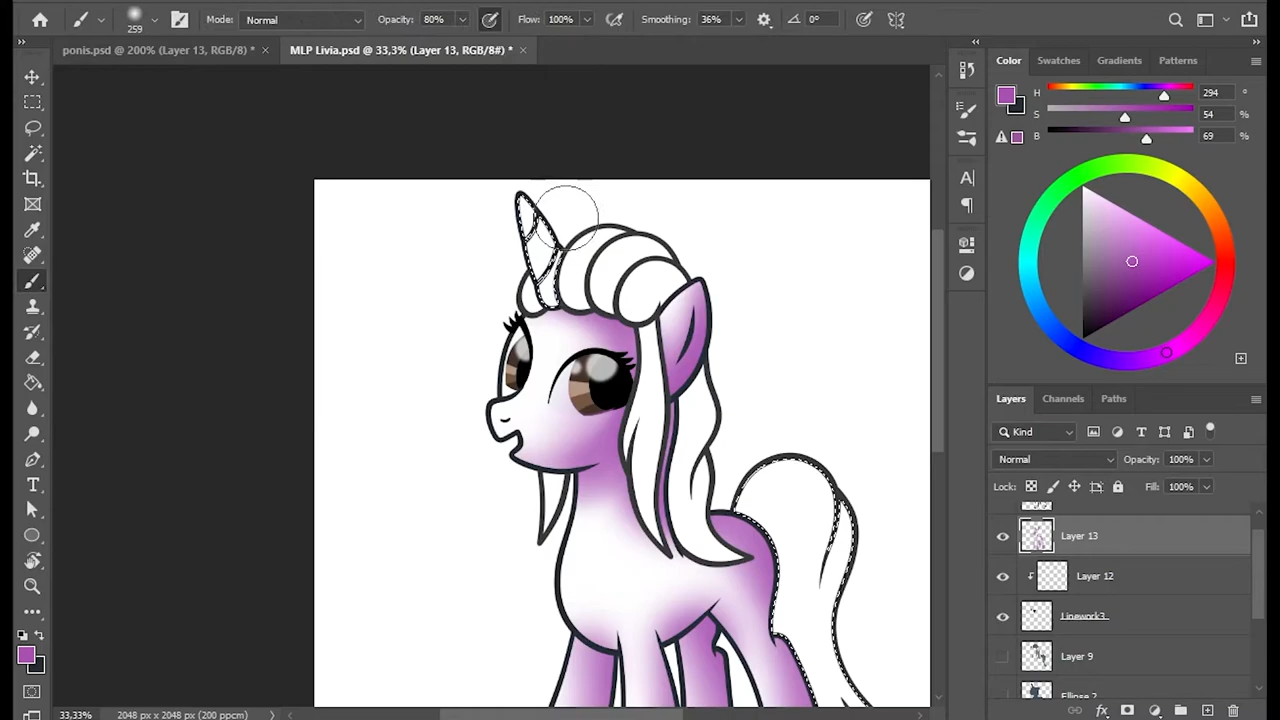 259
Mode: Normal
Opacity: 80%
Flow: 100%
Smoothing: 36%
0°
ponis.psd @ 200% (Layer 13, RGB/8) * ×
MLP Livia.psd @ 33,3% (Layer 13, RGB/8#) * ×
Color
Swatches
Gradients
Patterns
H 294 °
S 54 %
B 69 %
Layers
Channels
Paths
Kind
Normal
Opacity: 100%
Lock:
Fill: 100%
Layer 13
Layer 12
Linework3
Layer 9
Ellipse 2
33,33%
2048 px x 2048 px (200 ppcm)